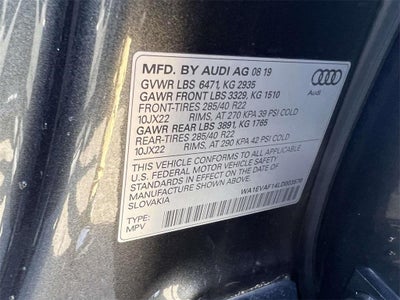 MFD. BY AUDI AG 08 19
GVWR LBS 6471, KG 2935
GAWR FRONT LBS 3329, KG 1510
FRONT-TIRES 285/40 R22
10JX22 RIMS, AT 270 KPA 39 PSI COLD
GAWR REAR LBS 3891, KG 1765
REAR-TIRES 285/40 R22
10JX22 RIMS, AT 290 KPA 42 PSI COLD
Audi
THIS VEHICLE CONFORMS TO ALL APPLICABLE
U.S. FEDERAL MOTOR VEHICLE SAFETY
STANDARDS IN EFFECT ON THE DATE OF
MANUFACTURE SHOWN ABOVE.
SLOVAKIA
TYPE:
MPV